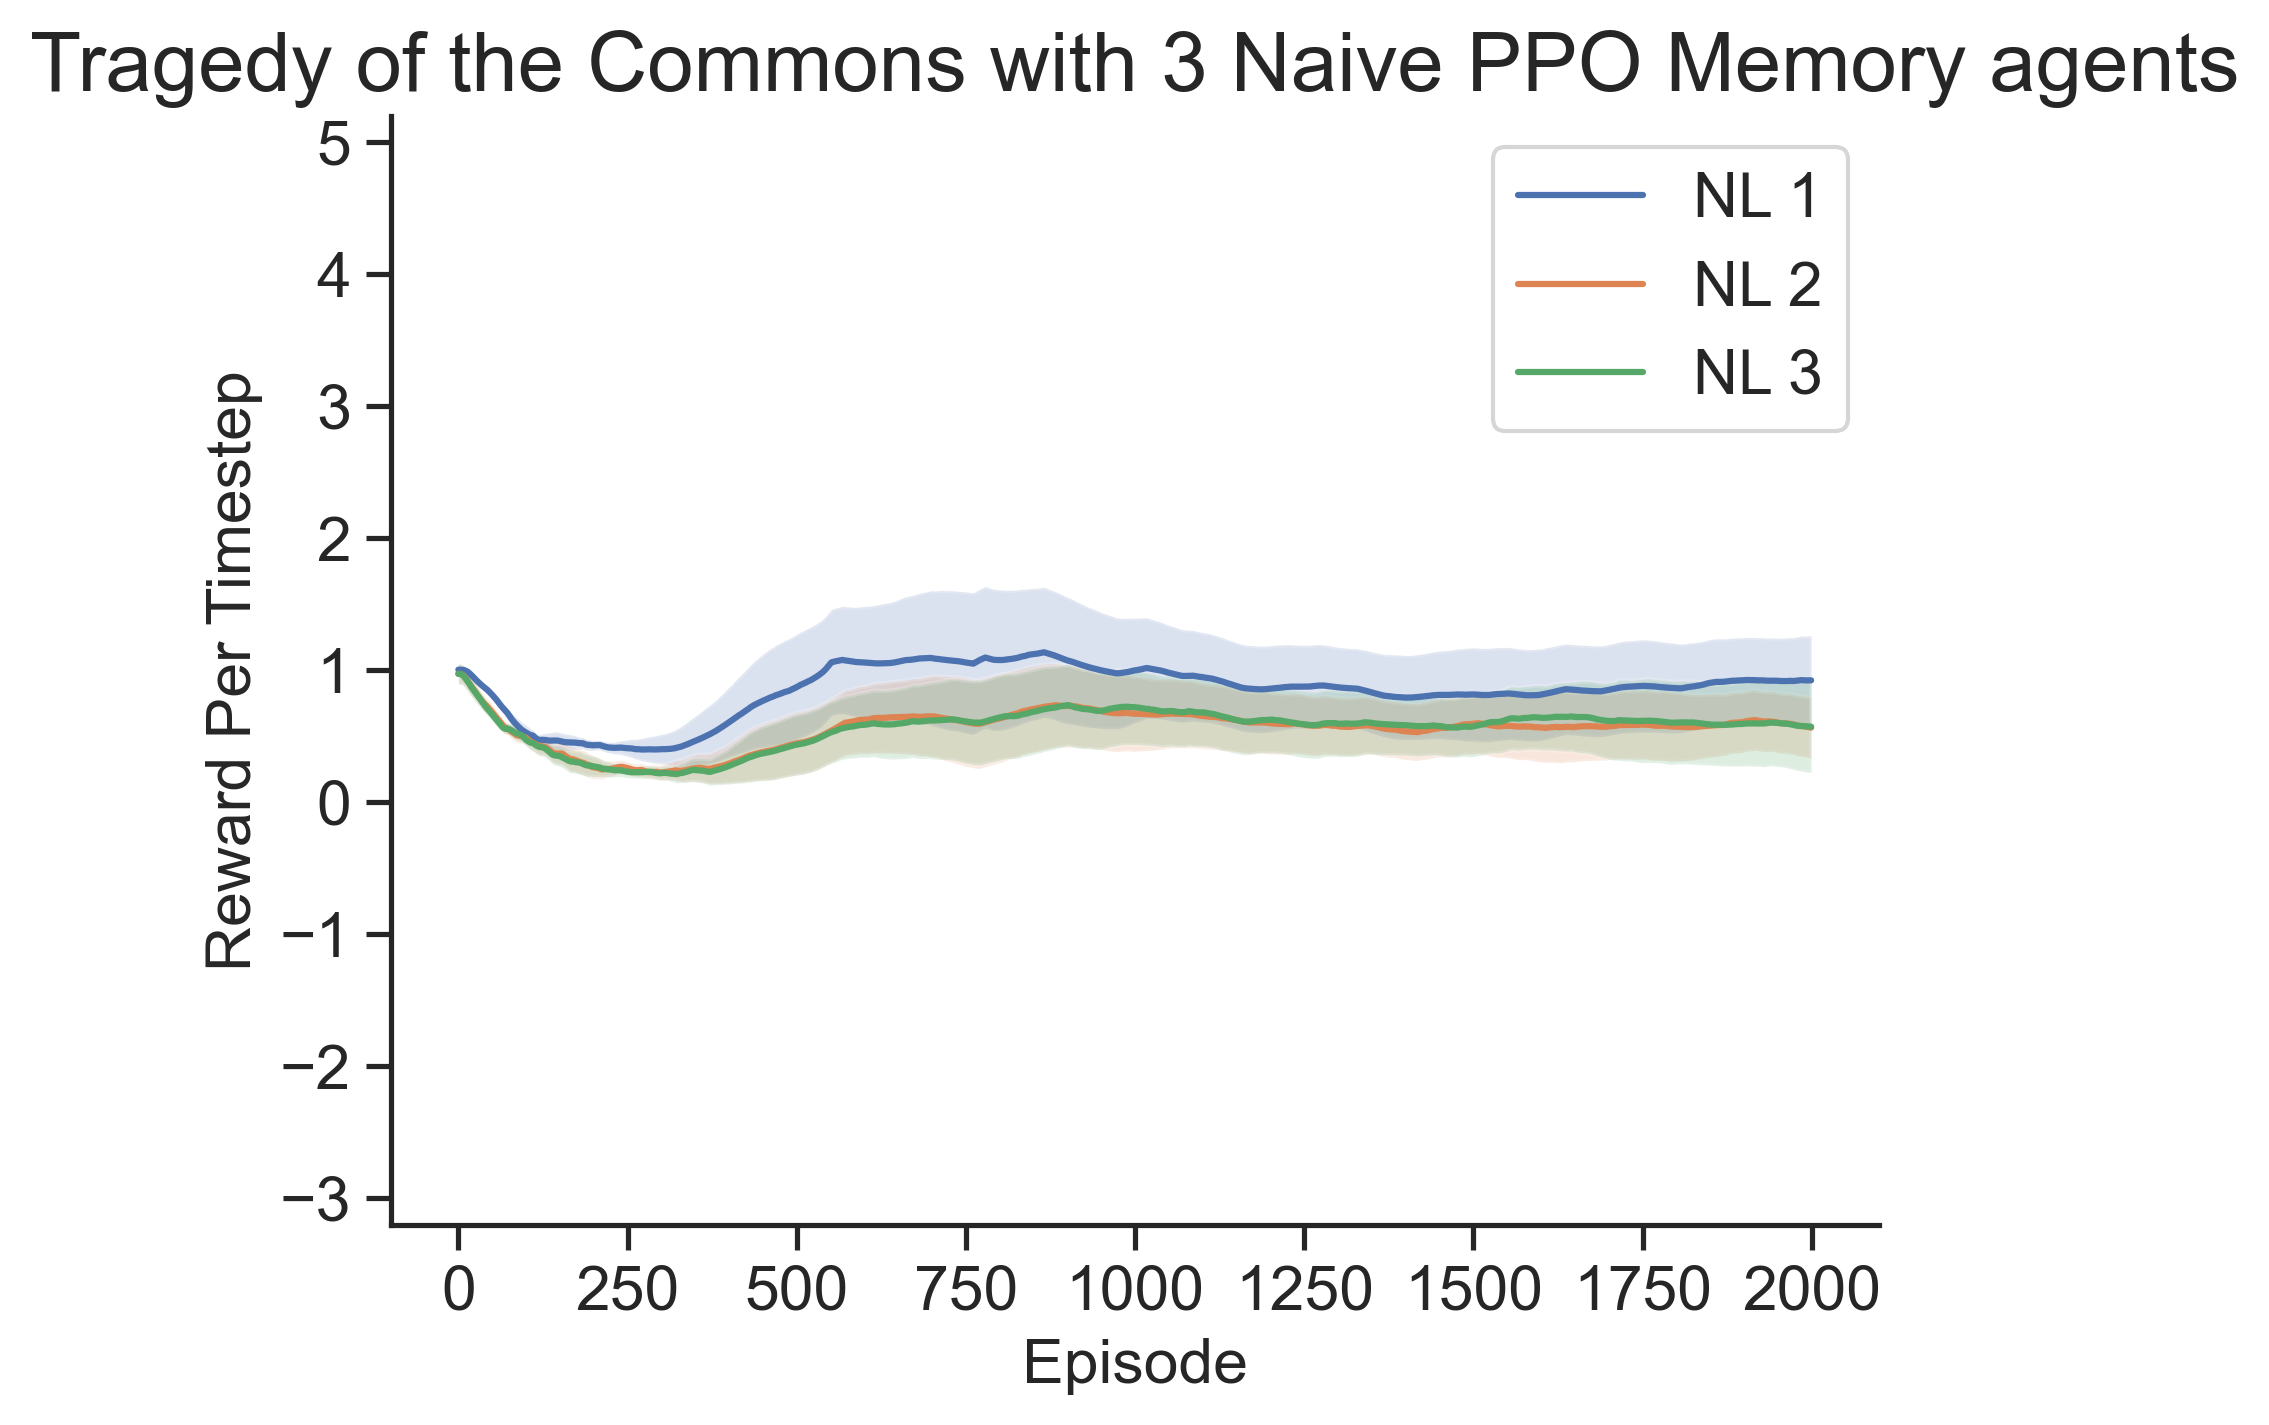 Tragedy of the Commons with 3 Naive PPO Memory agents
5
4
3
2
1
0
−1
−2
−3
Reward Per Timestep
NL 1
NL 2
NL 3
0 250 500 750 1000 1250 1500 1750 2000
Episode